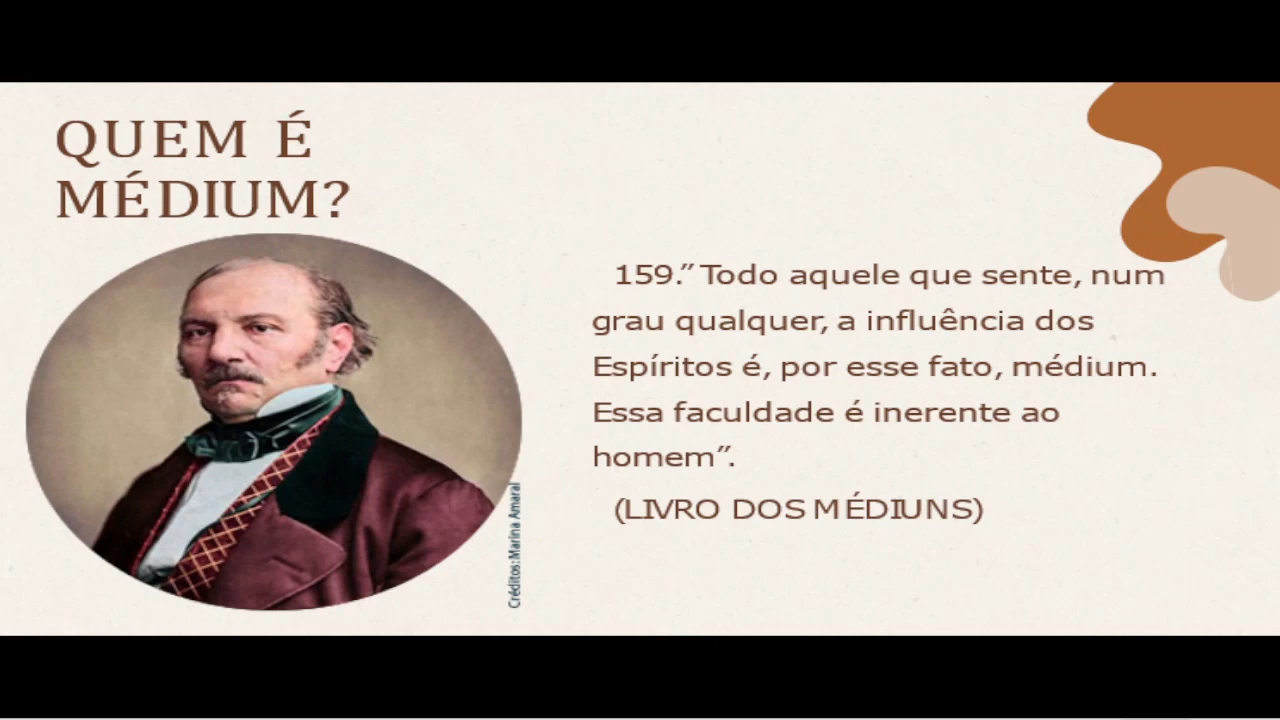 QUEM É
MÉDIUM?
159.” Todo aquele que sente, num
grau qualquer, a influência dos
Espíritos é, por esse fato, médium.
Essa faculdade é inerente ao
homem”.
(LIVRO DOS MÉDIUNS)
Créditos: Marina Amaral